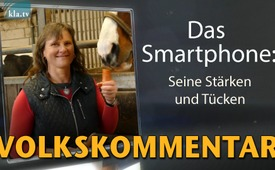 kla.tv
Das
Smartphone:
Seine Stärken
und Tücken
VOLKSKOMMENTAR